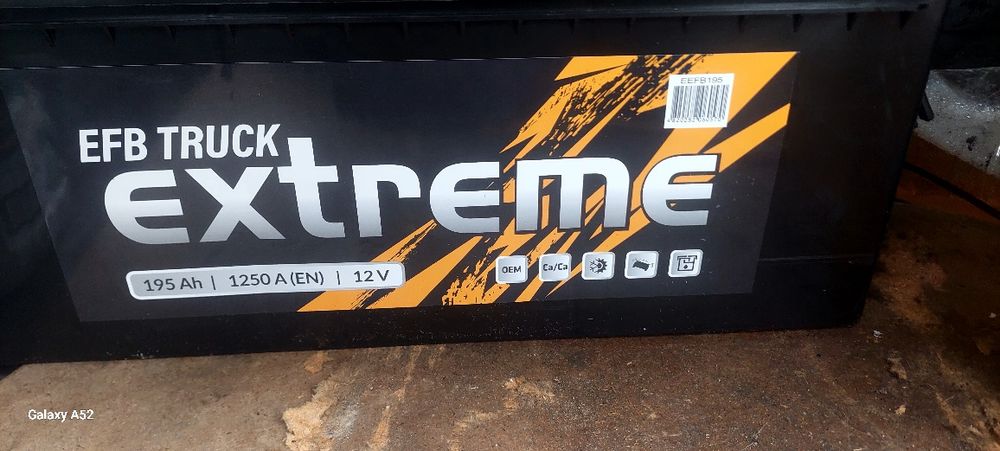 EEFB195
EFB TRUCK
extreme
195 Ah | 1250 A (EN) | 12 V
OEM
Ca/Ca
Galaxy A52